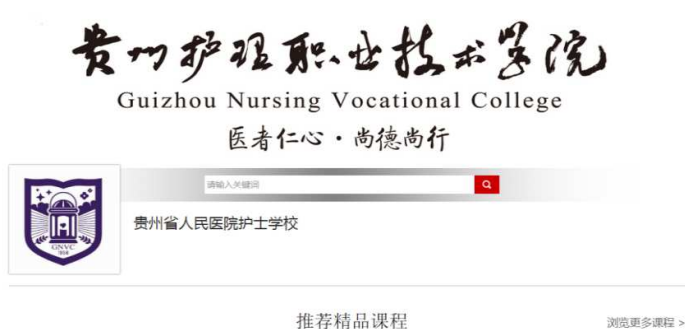 贵州护理职业技术学院
Guizhou Nursing Vocational College
医者仁心·尚德尚行
请输入关键词
GNVC
贵州省人民医院护士学校
推荐精品课程
浏览更多课程 >